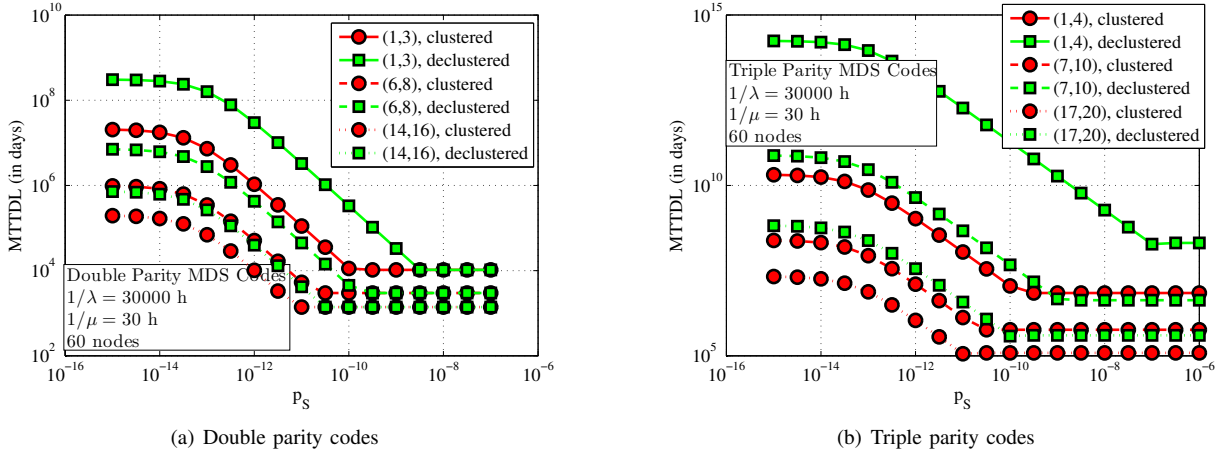 10^10
10^8
10^6
10^4
10^2
MTTDL (in days)
(1,3), clustered
(1,3), declustered
(6,8), clustered
(6,8), declustered
(14,16), clustered
(14,16), declustered
Double Parity MDS Codes
1/λ = 30000 h
1/μ = 30 h
60 nodes
10^−16 10^−14 10^−12 10^−10 10^−8 10^−6
p_S
(a) Double parity codes
10^15
10^10
10^5
MTTDL (in days)
(1,4), clustered
(1,4), declustered
(7,10), clustered
(7,10), declustered
(17,20), clustered
(17,20), declustered
Triple Parity MDS Codes
1/λ = 30000 h
1/μ = 30 h
60 nodes
10^−16 10^−14 10^−12 10^−10 10^−8 10^−6
p_S
(b) Triple parity codes